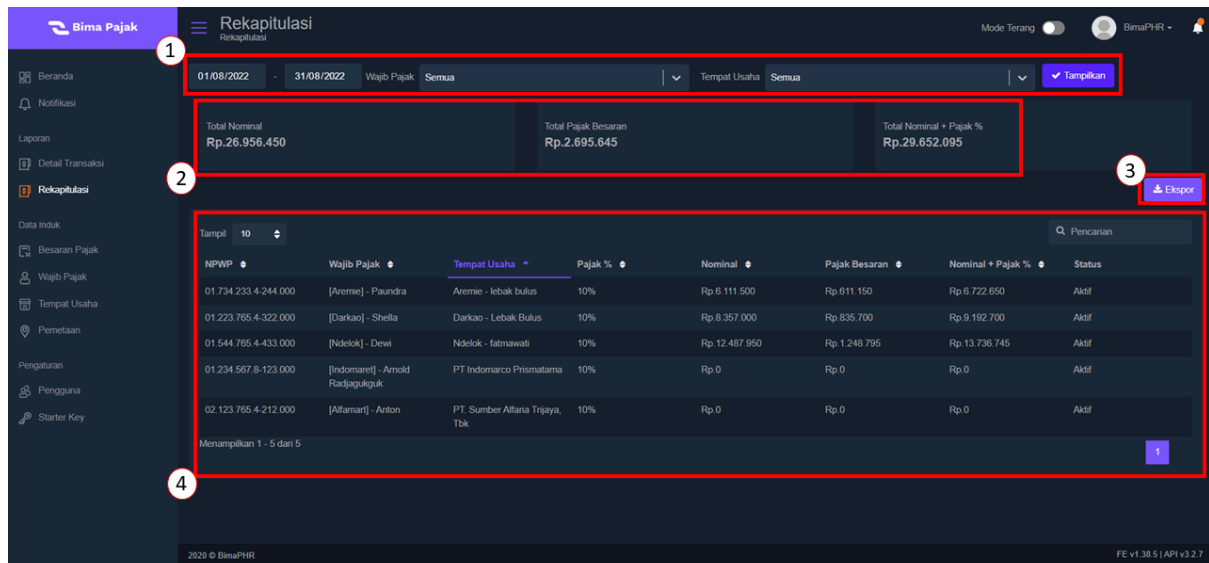 Bima Pajak
Rekapitulasi
Rekapitulasi
Mode Terang
BimaPHR
1
01/08/2022 - 31/08/2022 Wajib Pajak Semua Tempat Usaha Semua Tampilkan
Beranda
Notifikasi
Laporan
Detail Transaksi
Rekapitulasi
Data Induk
Besaran Pajak
Wajib Pajak
Tempat Usaha
Pemetaan
Pengaturan
Pengguna
Starter Key
Total Nominal
Rp.26.956.450
Total Pajak Besaran
Rp.2.695.645
Total Nominal + Pajak %
Rp.29.652.095
2
3
Ekspor
Tampil 10
Pencarian
NPWP Wajib Pajak Tempat Usaha Pajak % Nominal Pajak Besaran Nominal + Pajak % Status
01.734.233.4-244.000 [Aremie] - Paundra Aremie - lebak bulus 10% Rp.6.111.500 Rp.611.150 Rp.6.722.650 Aktif
01.223.765.4-322.000 [Darkao] - Shella Darkao - Lebak Bulus 10% Rp.8.357.000 Rp.835.700 Rp.9.192.700 Aktif
01.544.765.4-433.000 [Ndelok] - Dewi Ndelok - fatmawati 10% Rp.12.487.950 Rp.1.248.795 Rp.13.736.745 Aktif
01.234.567.8-123.000 [Indomaret] - Arnold PT Indomarco Prismatama 10% Rp.0 Rp.0 Rp.0 Aktif
Radjagukguk
02.123.765.4-212.000 [Alfamart] - Anton PT. Sumber Alfaria Trijaya, 10% Rp.0 Rp.0 Rp.0 Aktif
Tbk
Menampilkan 1 - 5 dari 5
1
4
2020 © BimaPHR
FE v1.38.5 | API v3.2.7